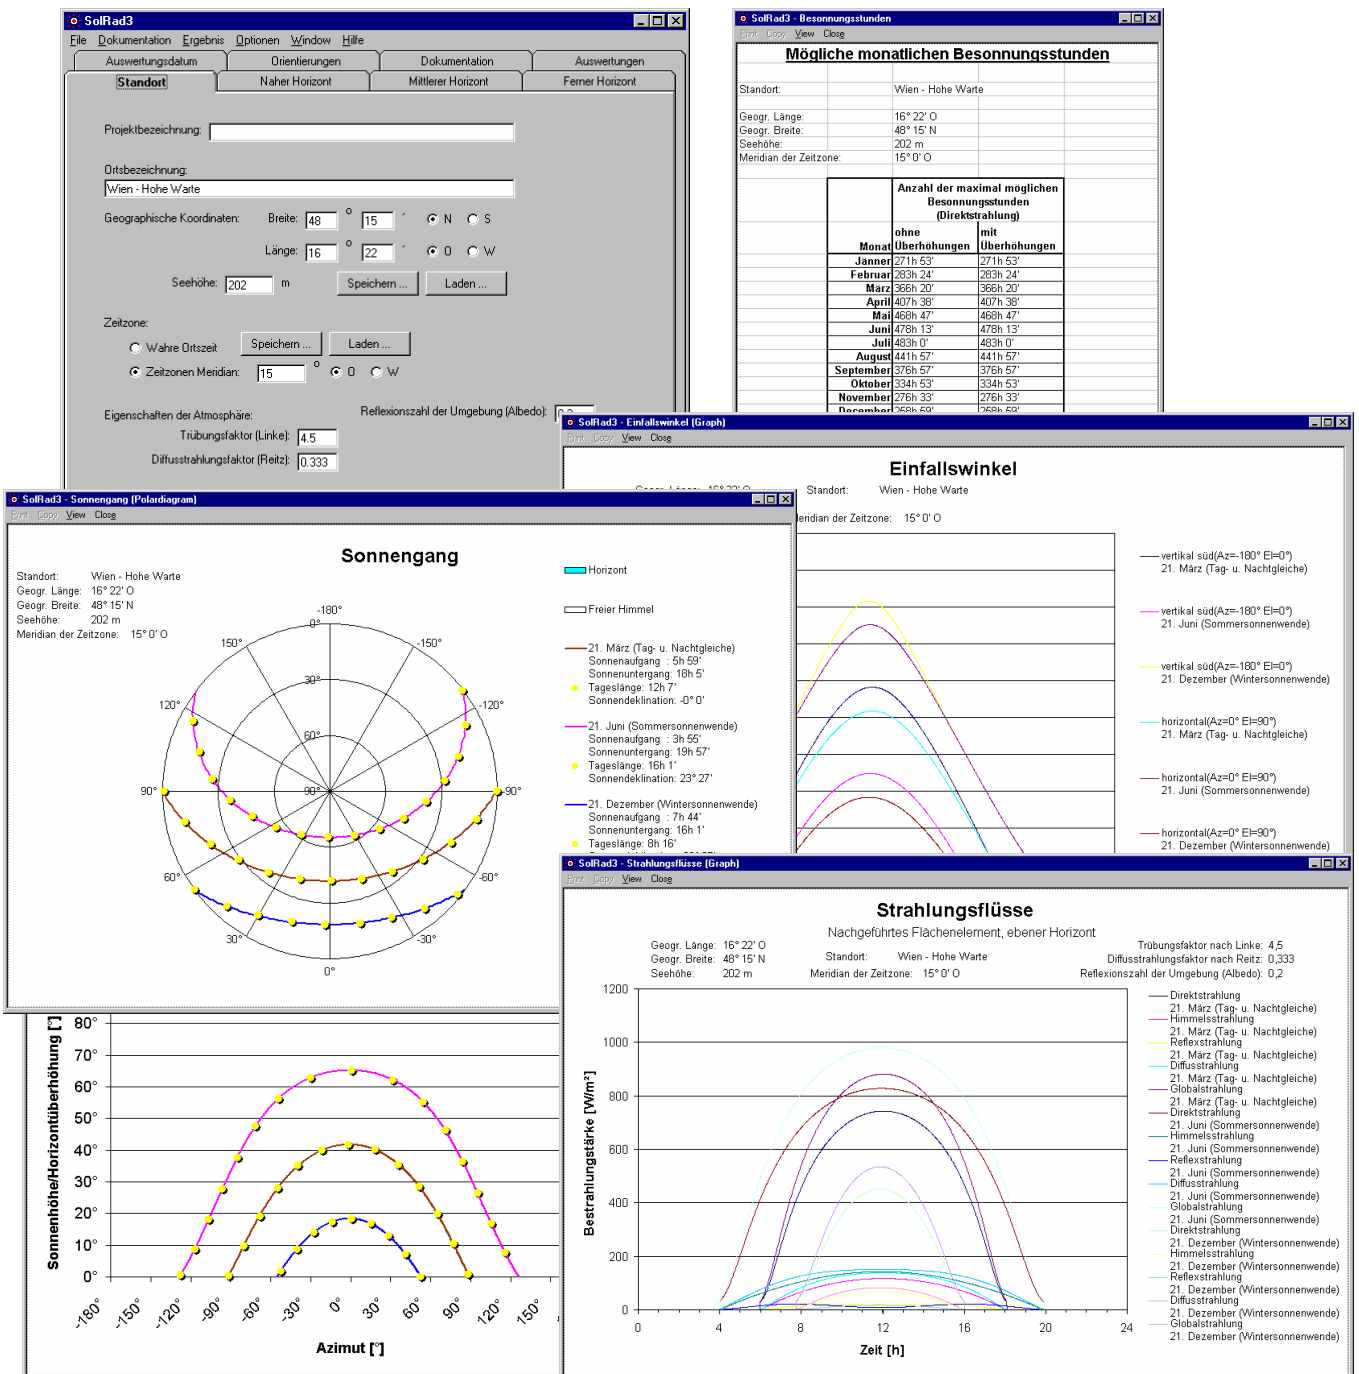 SolRad3
File Dokumentation Ergebnis Optionen Window Hilfe
Auswertungsdatum Orientierungen Dokumentation Auswertungen
Standort Naher Horizont Mittlerer Horizont Ferner Horizont
Projektbezeichnung:
Ortsbezeichnung:
Wien - Hohe Warte
Geographische Koordinaten: Breite: 48 ° 15 ' N S
Länge: 16 ° 22 ' O W
Seehöhe: 202 m Speichern ... Laden ...
Zeitzone:
Wahre Ortszeit Speichern ... Laden ...
Zeitzonen Meridian: 15 ° O W
Eigenschaften der Atmosphäre: Reflexionszahl der Umgebung (Albedo):
Trübungsfaktor (Linke): 4.5
Diffusstrahlungsfaktor (Reitz): 0.333
SolRad3 - Besonnungsstunden
Print Copy View Close
Mögliche monatlichen Besonnungsstunden
Standort: Wien - Hohe Warte
Geogr. Länge: 16° 22' O
Geogr. Breite: 48° 15' N
Seehöhe: 202 m
Meridian der Zeitzone: 15° 0' O
Anzahl der maximal möglichen
Besonnungsstunden
(Direktstrahlung)
ohne mit
Monat Überhöhungen Überhöhungen
Jänner 271h 53' 271h 53'
Februar 283h 24' 283h 24'
März 366h 20' 366h 20'
April 407h 38' 407h 38'
Mai 468h 47' 468h 47'
Juni 478h 13' 478h 13'
Juli 483h 0' 483h 0'
August 441h 57' 441h 57'
September 376h 57' 376h 57'
Oktober 334h 53' 334h 53'
November 276h 33' 276h 33'
Dezember 258h 59' 258h 59'
SolRad3 - Einfallswinkel (Graph)
Print Copy View Close
Einfallswinkel
Geogr. Länge: 16° 22' O Standort: Wien - Hohe Warte
Meridian der Zeitzone: 15° 0' O
vertikal süd(Az=-180° El=0°)
21. März (Tag- u. Nachtgleiche)
vertikal süd(Az=-180° El=0°)
21. Juni (Sommersonnenwende)
vertikal süd(Az=-180° El=0°)
21. Dezember (Wintersonnenwende)
horizontal(Az=0° El=90°)
21. März (Tag- u. Nachtgleiche)
horizontal(Az=0° El=90°)
21. Juni (Sommersonnenwende)
horizontal(Az=0° El=90°)
21. Dezember (Wintersonnenwende)
SolRad3 - Sonnengang (Polardiagram)
Print Copy View Close
Sonnengang
Standort: Wien - Hohe Warte
Geogr. Länge: 16° 22' O
Geogr. Breite: 48° 15' N
Seehöhe: 202 m
Meridian der Zeitzone: 15° 0' O
-180°
0°
150° -150°
30°
120° -120°
60°
90° 90° -90°
60° -60°
30° -30°
0°
Horizont
Freier Himmel
21. März (Tag- u. Nachtgleiche)
Sonnenaufgang : 5h 59'
Sonnenuntergang: 18h 5'
Tageslänge: 12h 7'
Sonnendeklination: -0° 0'
21. Juni (Sommersonnenwende)
Sonnenaufgang : 3h 55'
Sonnenuntergang: 19h 57'
Tageslänge: 16h 1'
Sonnendeklination: 23° 27'
21. Dezember (Wintersonnenwende)
Sonnenaufgang : 7h 44'
Sonnenuntergang: 16h 1'
Tageslänge: 8h 16'
Sonnenhöhe/Horizontüberhöhung [°]
80°
70°
60°
50°
40°
30°
20°
10°
0°
-180° -150° -120° -90° -60° -30° 0° 30° 60° 90° 120° 150°
Azimut [°]
SolRad3 - Strahlungsflüsse (Graph)
Print Copy View Close
Strahlungsflüsse
Nachgeführtes Flächenelement, ebener Horizont
Geogr. Länge: 16° 22' O Trübungsfaktor nach Linke: 4,5
Geogr. Breite: 48° 15' N Standort: Wien - Hohe Warte Diffusstrahlungsfaktor nach Reitz: 0,333
Seehöhe: 202 m Meridian der Zeitzone: 15° 0' O Reflexionszahl der Umgebung (Albedo): 0,2
Bestrahlungstärke [W/m²]
1200
1000
800
600
400
200
0
0 4 8 12 16 20 24
Zeit [h]
Direktstrahlung
21. März (Tag- u. Nachtgleiche)
Himmelsstrahlung
21. März (Tag- u. Nachtgleiche)
Reflexstrahlung
21. März (Tag- u. Nachtgleiche)
Diffusstrahlung
21. März (Tag- u. Nachtgleiche)
Globalstrahlung
21. März (Tag- u. Nachtgleiche)
Direktstrahlung
21. Juni (Sommersonnenwende)
Himmelsstrahlung
21. Juni (Sommersonnenwende)
Reflexstrahlung
21. Juni (Sommersonnenwende)
Diffusstrahlung
21. Juni (Sommersonnenwende)
Globalstrahlung
21. Juni (Sommersonnenwende)
Direktstrahlung
21. Dezember (Wintersonnenwende)
Himmelsstrahlung
21. Dezember (Wintersonnenwende)
Reflexstrahlung
21. Dezember (Wintersonnenwende)
Diffusstrahlung
21. Dezember (Wintersonnenwende)
Globalstrahlung
21. Dezember (Wintersonnenwende)